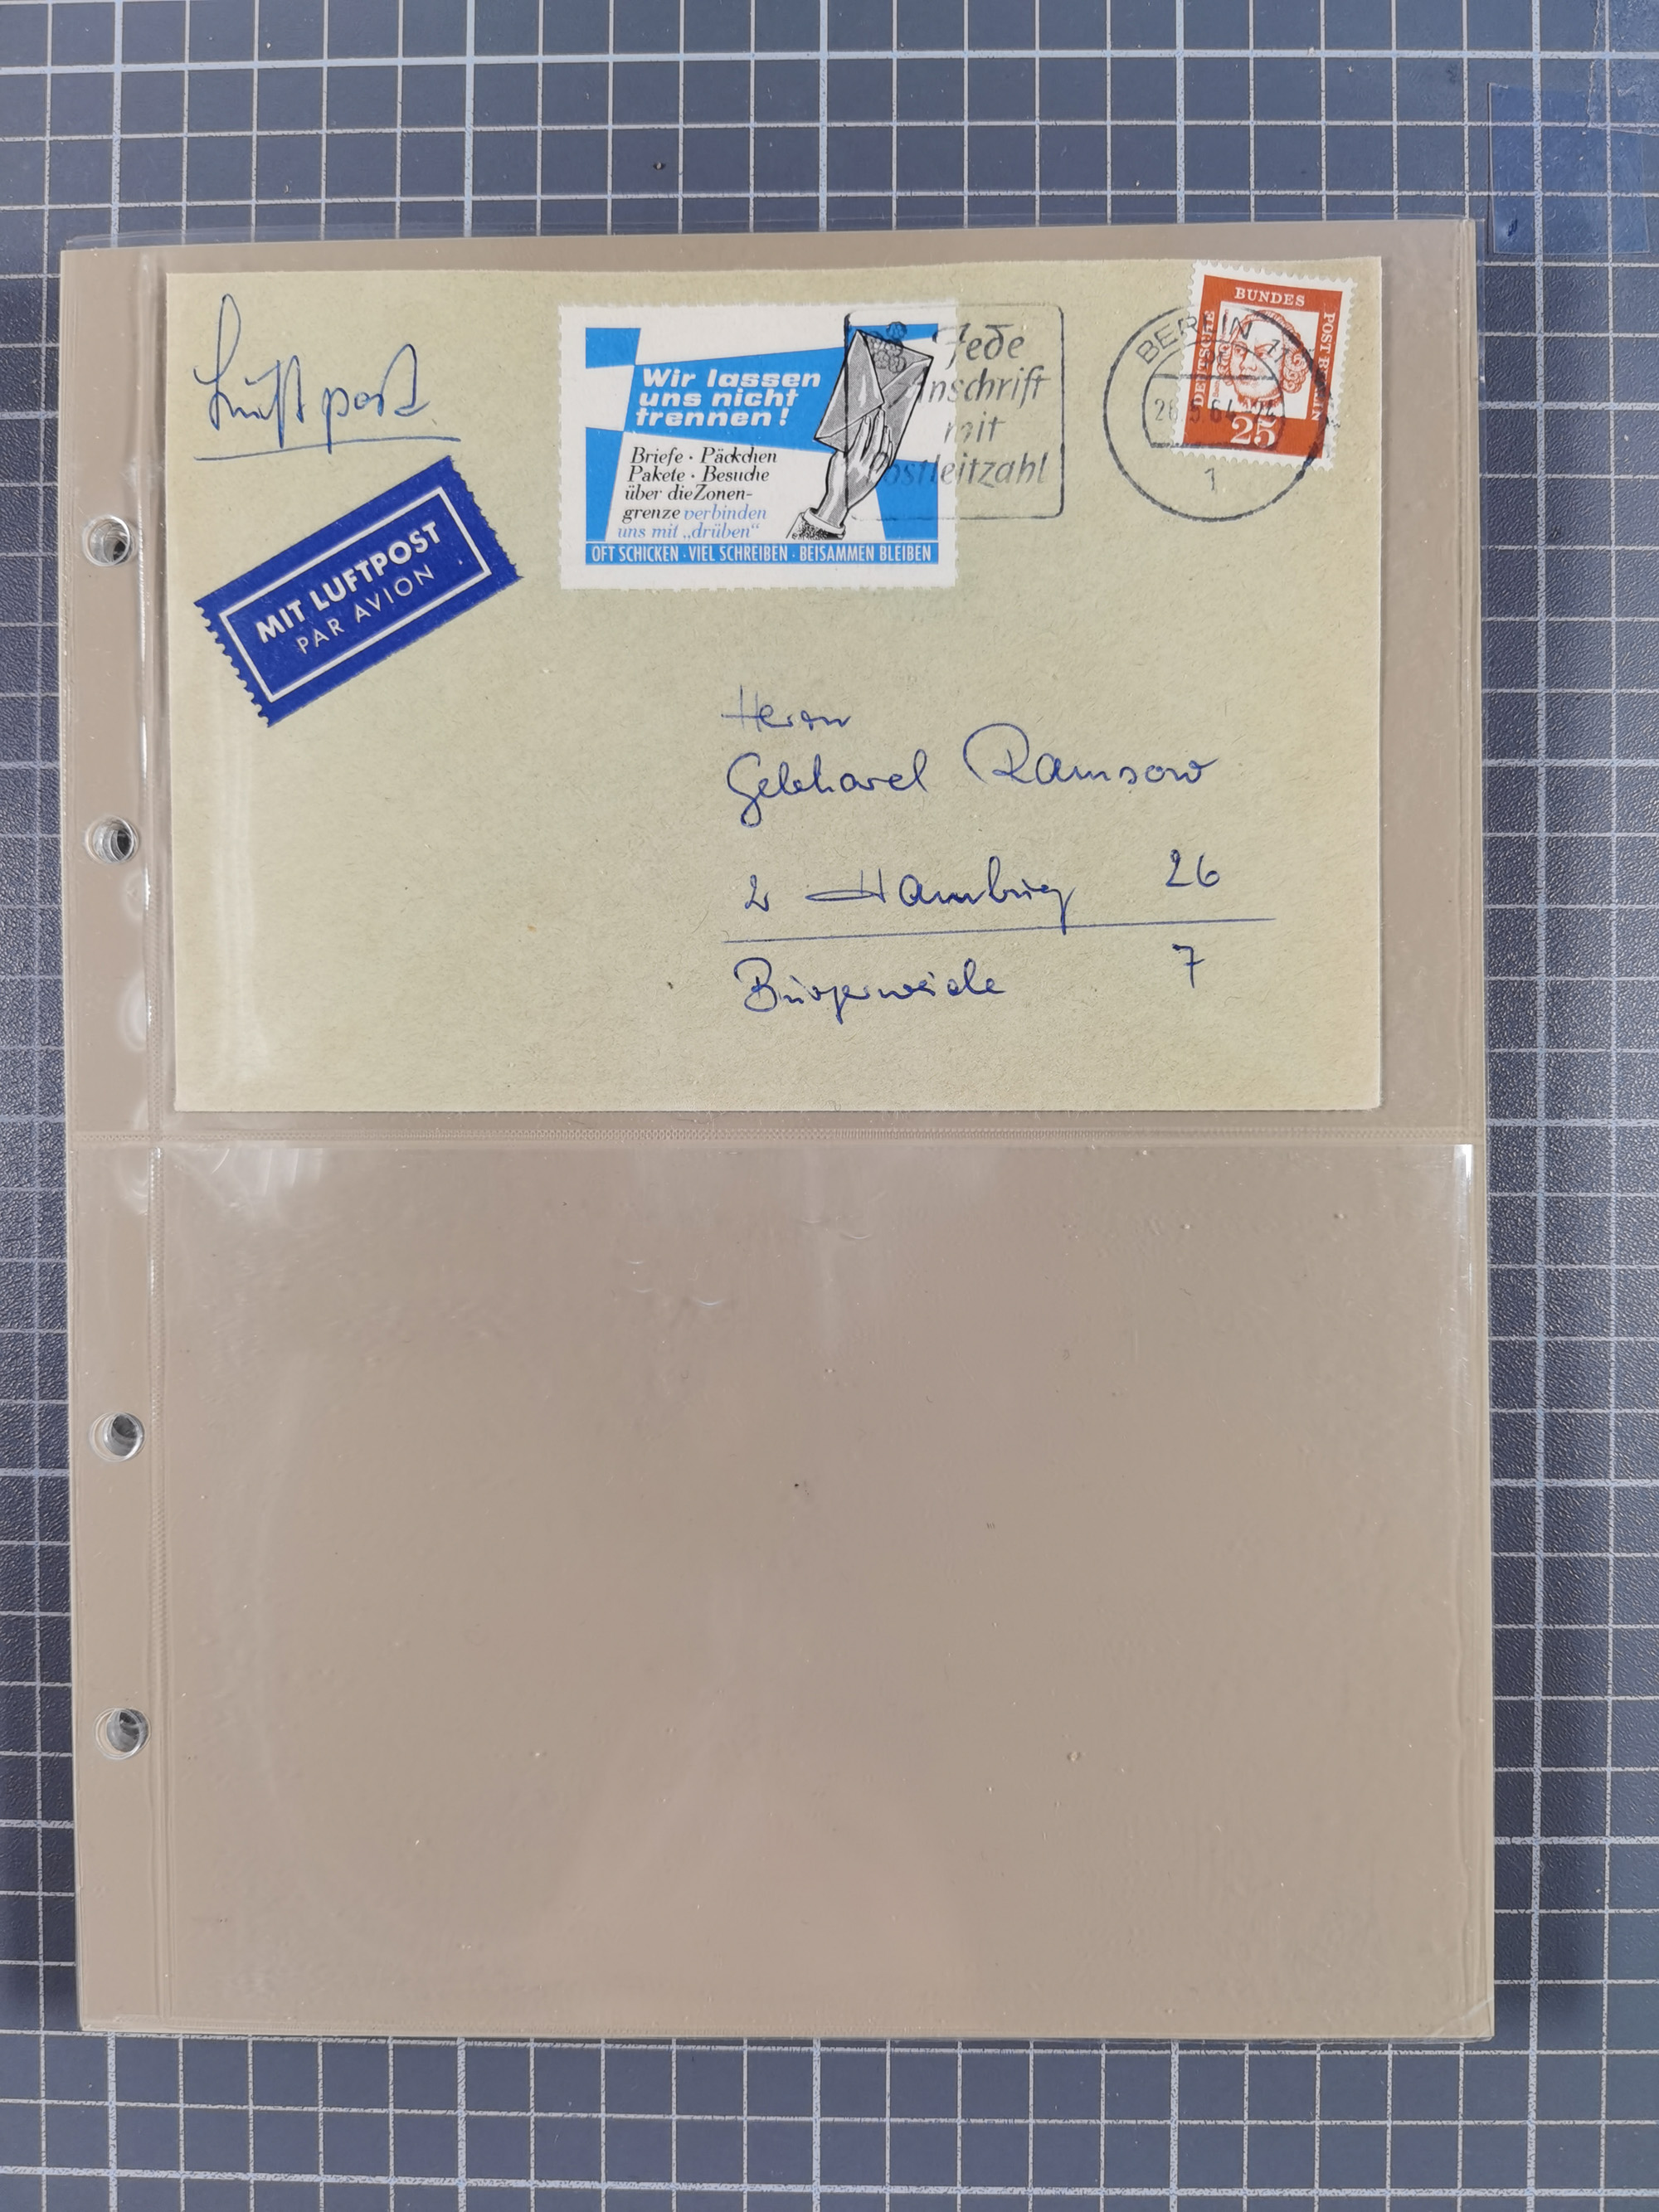 Luftpost
MIT LUFTPOST
PAR AVION
Wir lassen
uns nicht
trennen!
Briefe · Päckchen
Pakete · Besuche
über die Zonen-
grenze verbinden
uns mit „drüben“
OFT SCHICKEN · VIEL SCHREIBEN · BEISAMMEN BLEIBEN
Jede
Anschrift
mit
Postleitzahl
BERLIN 11
1
DEUTSCHE
BUNDES
POST BERLIN
25
Herrn
Gebhard Ramsow
2 Hamburg 26
Bürgerweide 7